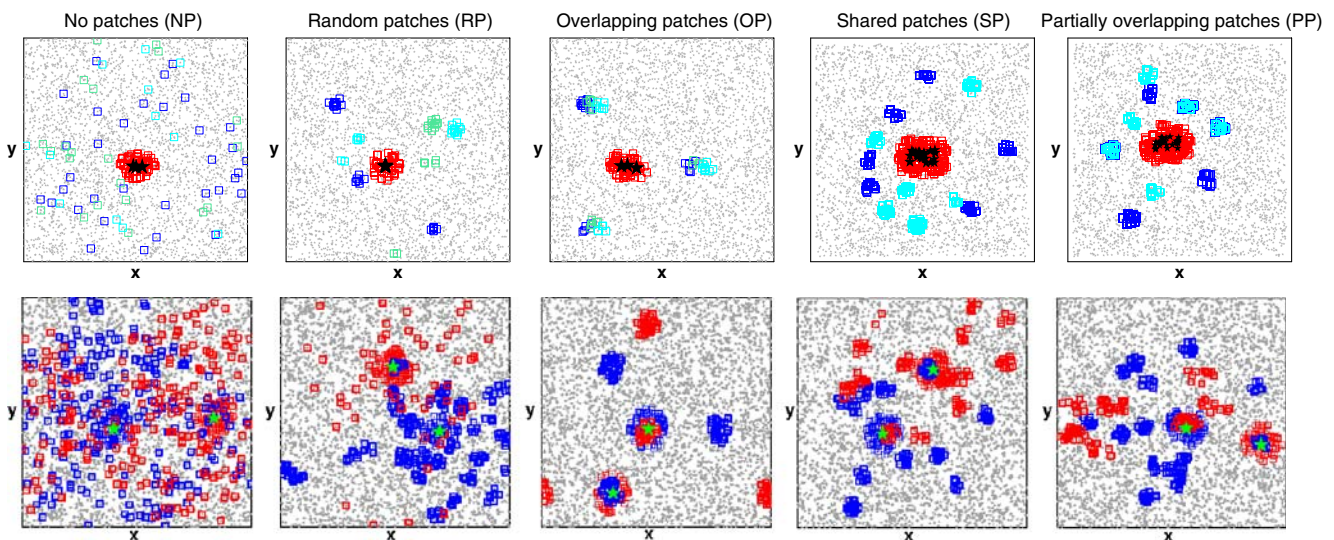 No patches (NP)
Random patches (RP)
Overlapping patches (OP)
Shared patches (SP)
Partially overlapping patches (PP)
y
y
y
y
y
x
x
x
x
x
y
y
y
y
y
x
x
x
x
x